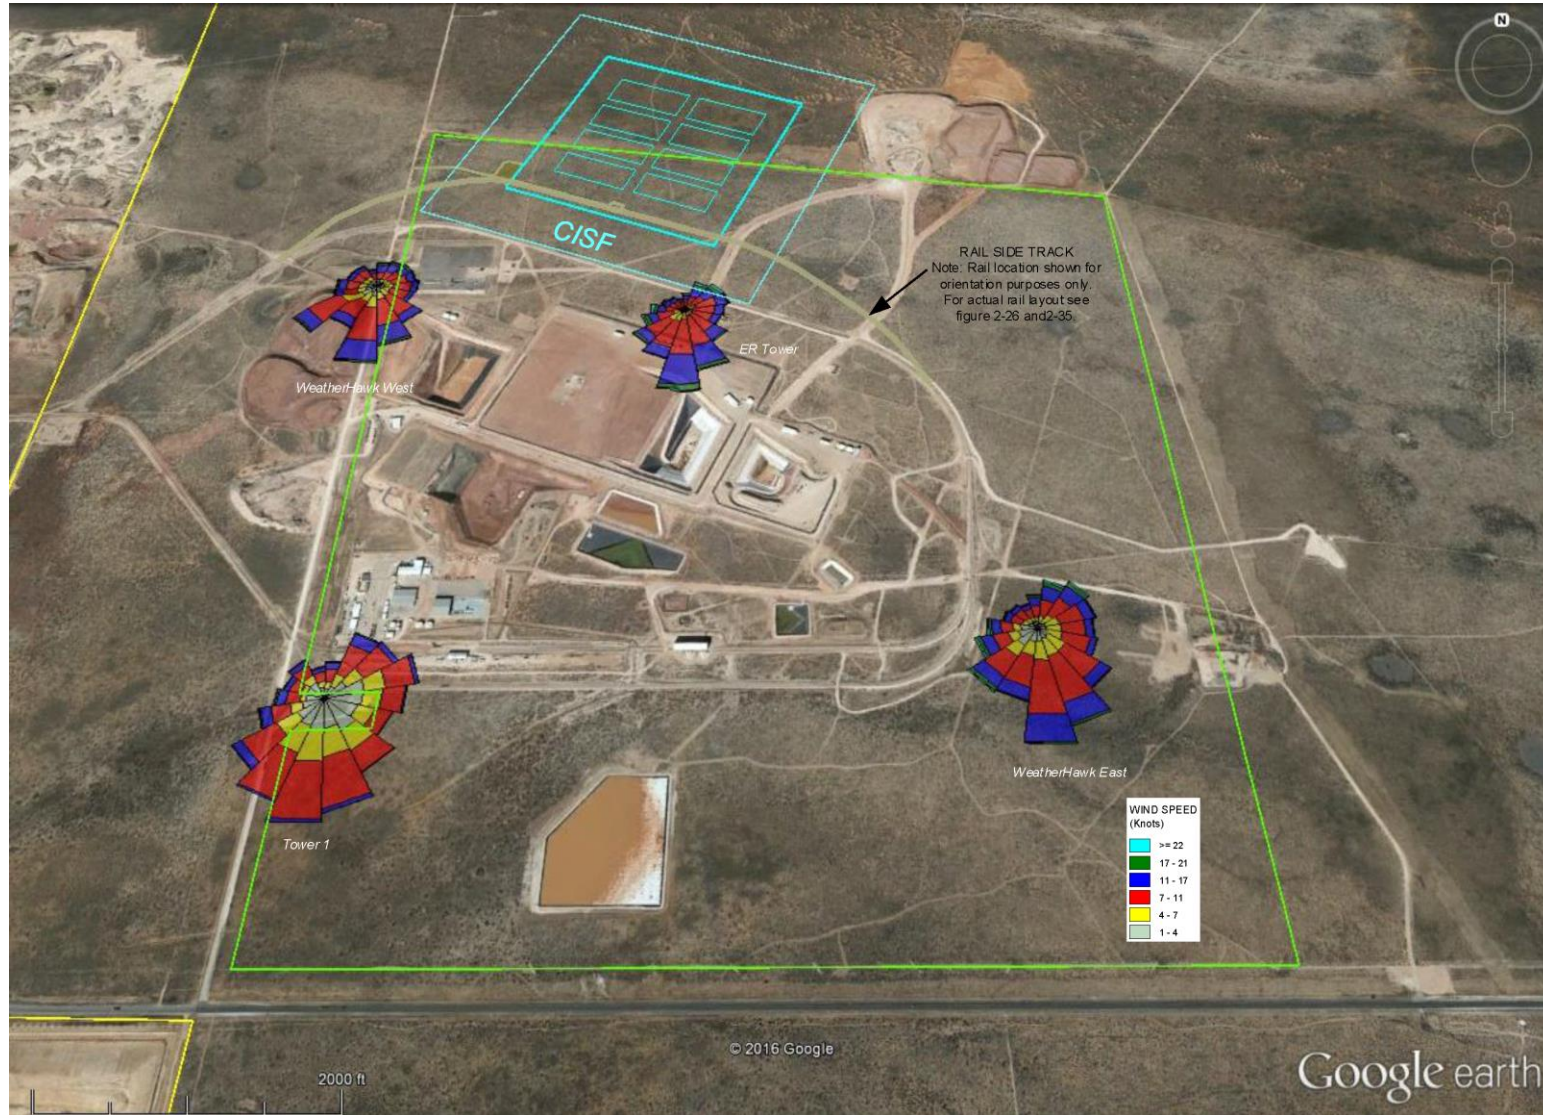 N
CISF
RAIL SIDE TRACK
Note: Rail location shown for
orientation purposes only.
For actual rail layout see
figure 2-26 and2-35.
ER Tower
WeatherHawk West
WeatherHawk East
Tower 1
WIND SPEED
(Knots)
>= 22
17 - 21
11 - 17
7 - 11
4 - 7
1 - 4
© 2016 Google
2000 ft
Google earth